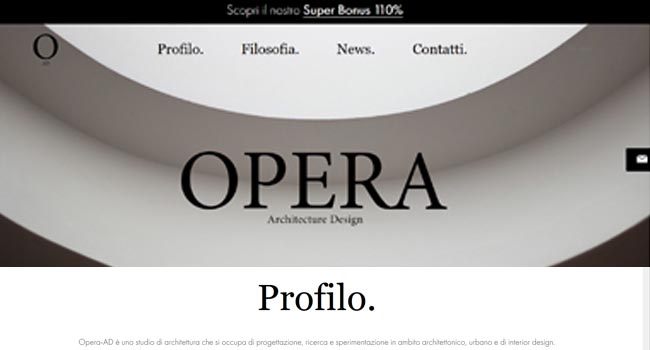 Scopri il nostro Super Bonus 110%
O
Profilo. Filosofia. News. Contatti.
OPERA
Architecture Design
Profilo.
Opera-AD è uno studio di architettura che si occupa di progettazione, ricerca e sperimentazione in ambito architettonico, urbano e di interior design.